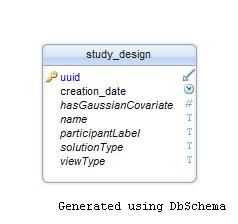 study_design
uuid
creation_date
hasGaussianCovariate #
name T
participantLabel T
solutionType T
viewType T
Generated using DbSchema